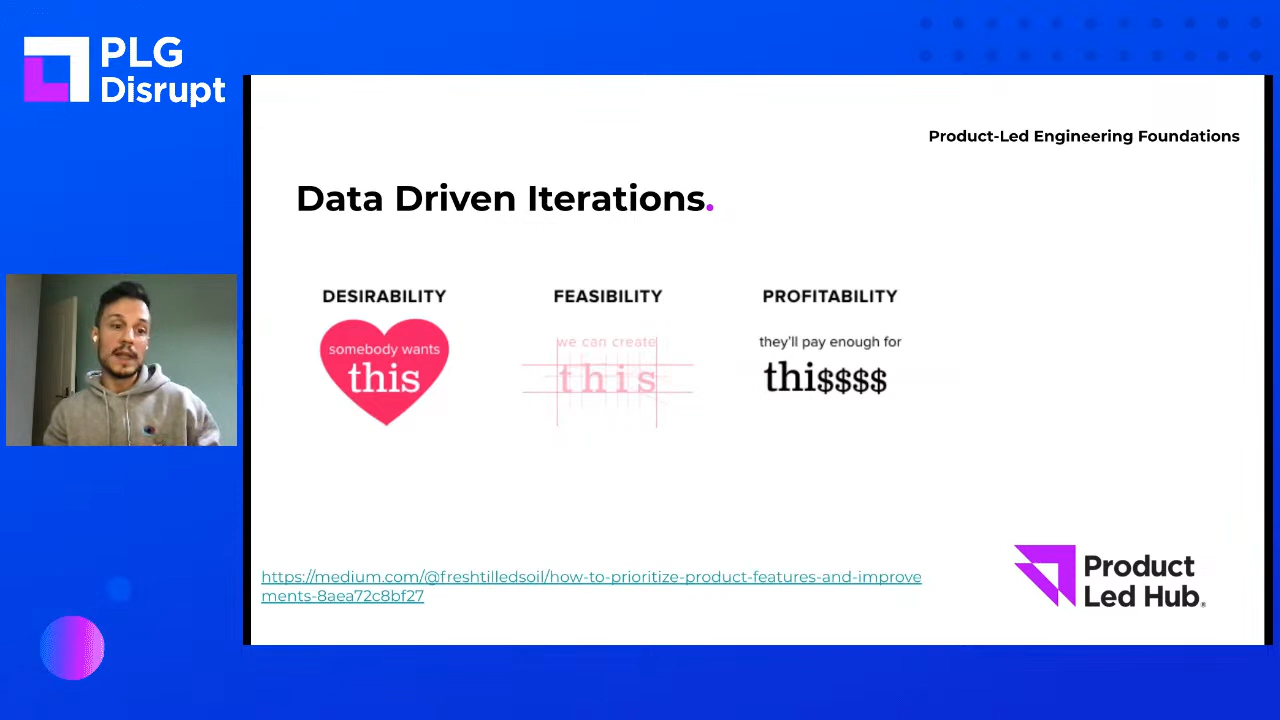 PLG
Disrupt
Product-Led Engineering Foundations
Data Driven Iterations.
DESIRABILITY
somebody wants
this
FEASIBILITY
we can create
this
PROFITABILITY
they'll pay enough for
thi$$$$
https://medium.com/@freshtilledsoil/how-to-prioritize-product-features-and-improve
ments-8aea72c8bf27
Product
Led Hub®